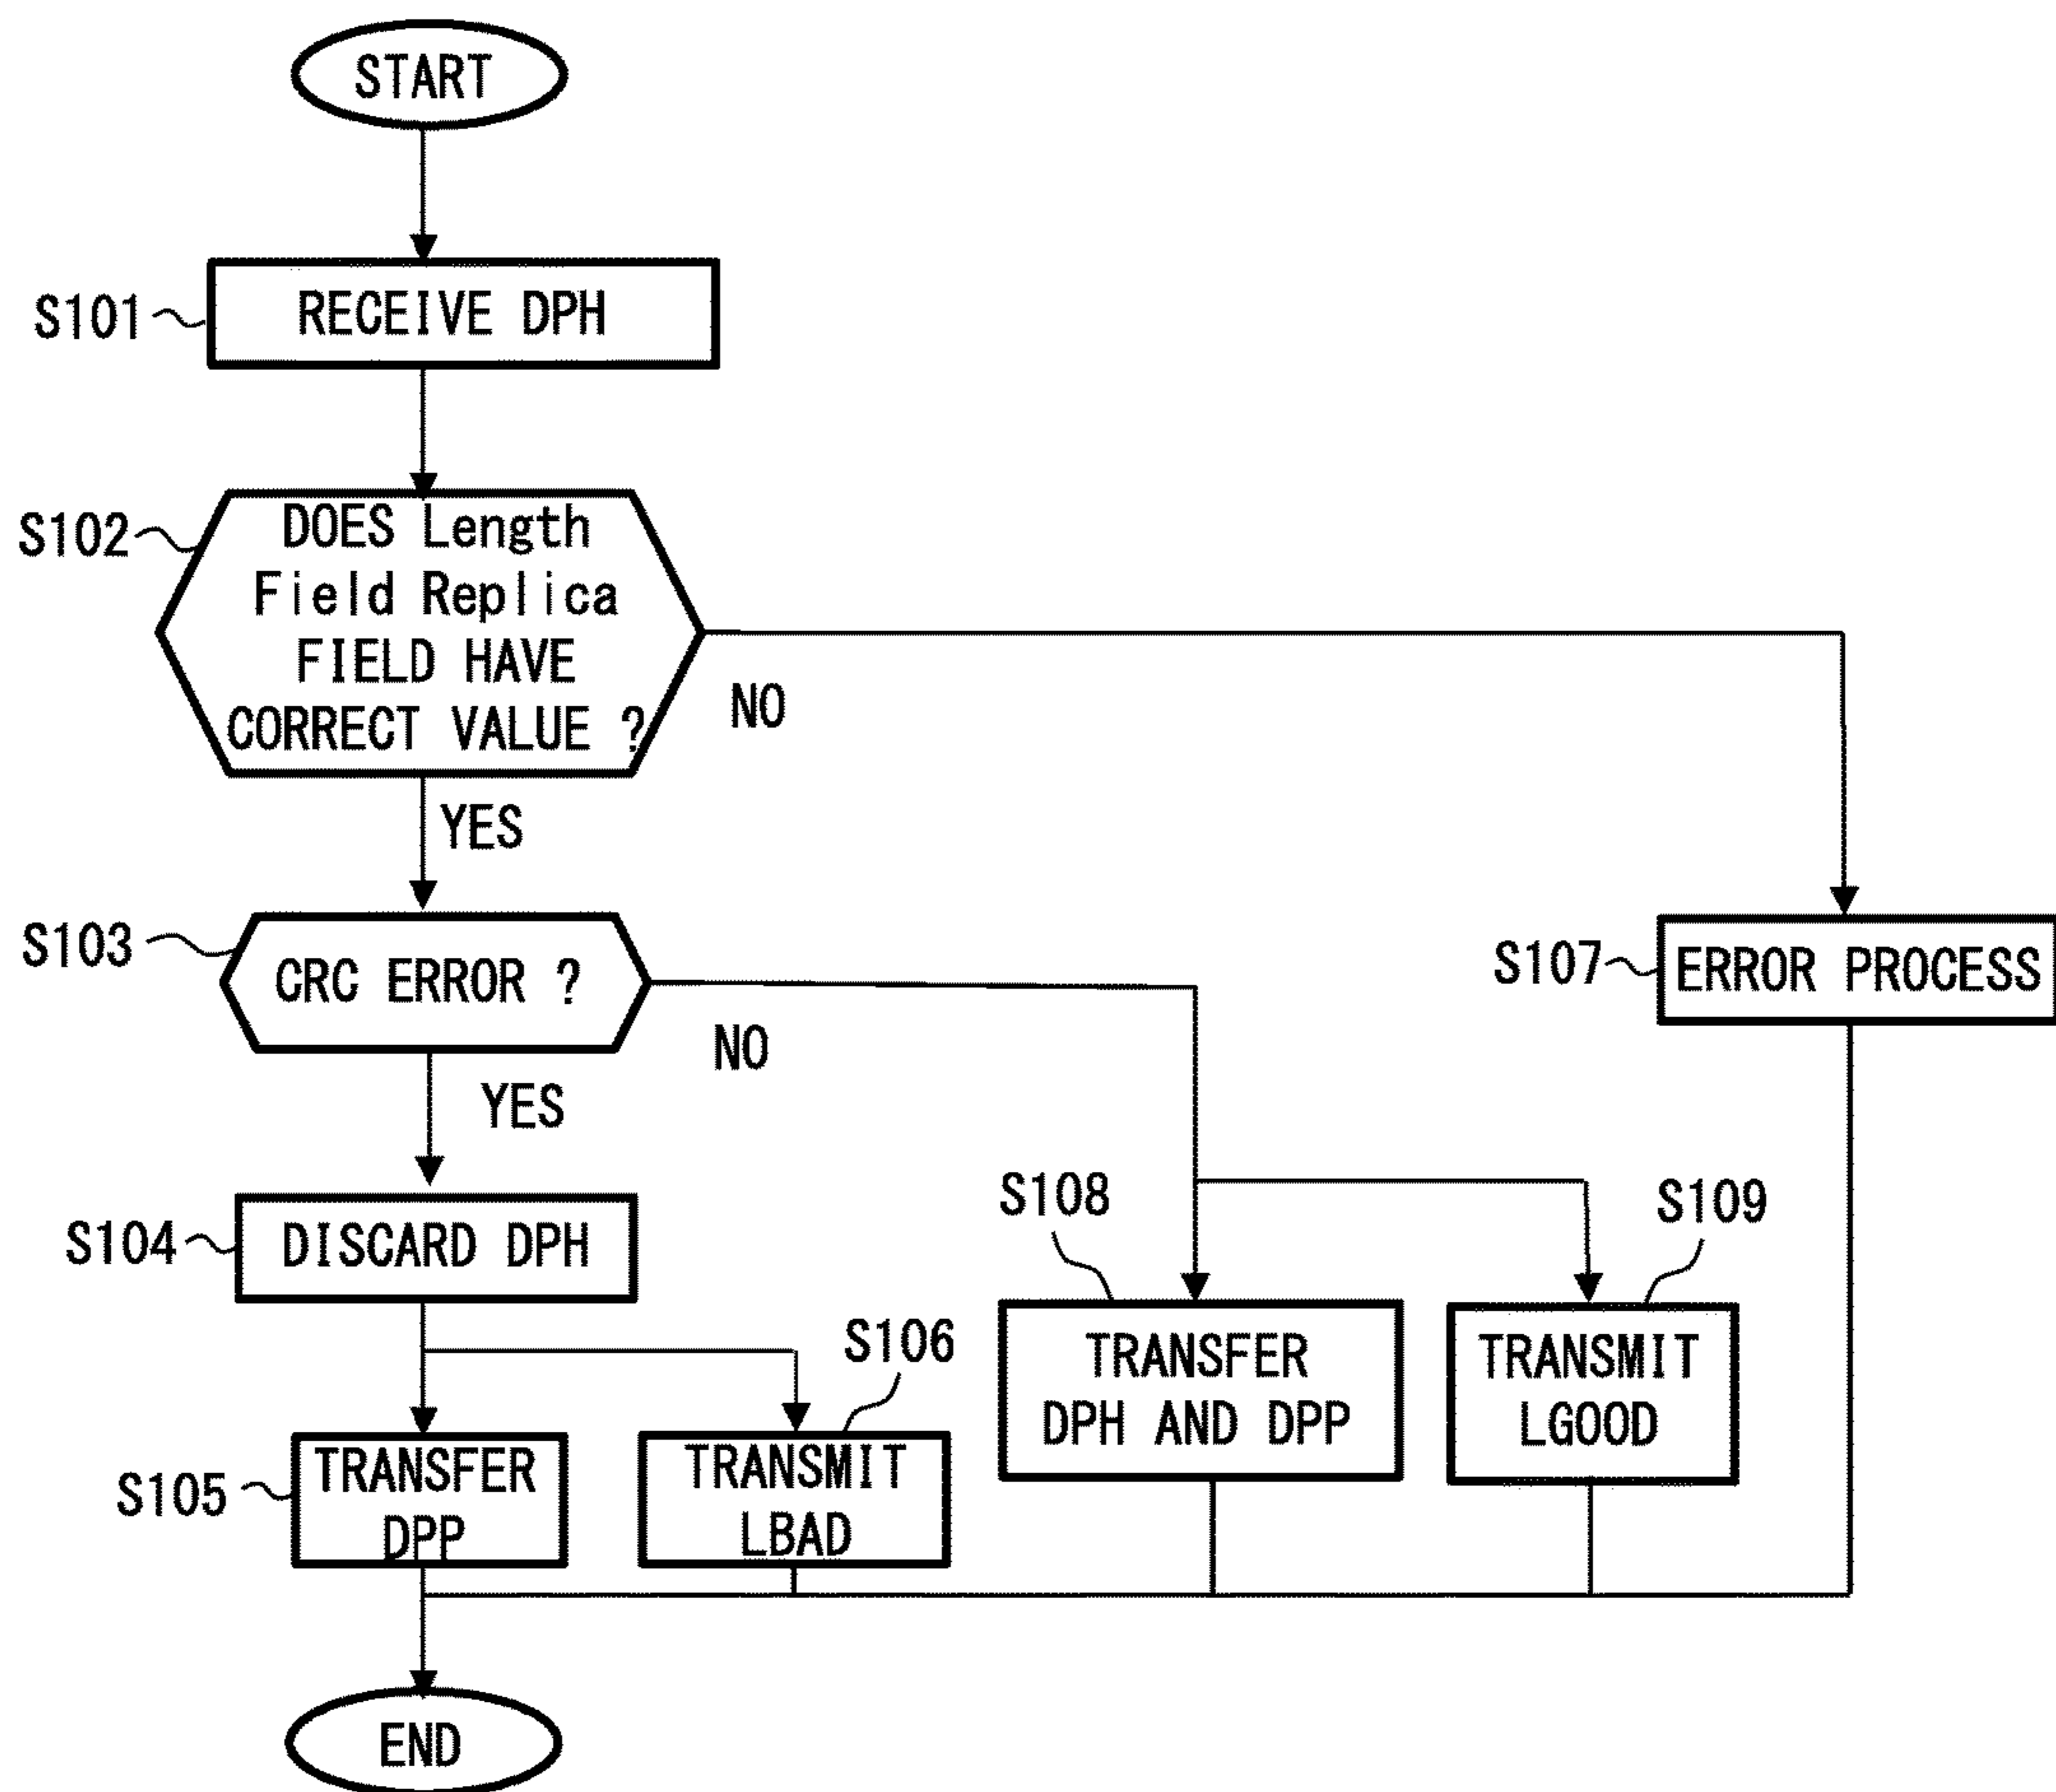 START
S101
RECEIVE DPH
S102
DOES Length
Field Replica
FIELD HAVE
CORRECT VALUE ?
NO
YES
S103
CRC ERROR ?
NO
YES
S107
ERROR PROCESS
S104
DISCARD DPH
S108
S109
TRANSFER
DPH AND DPP
TRANSMIT
LGOOD
S106
S105
TRANSFER
DPP
TRANSMIT
LBAD
END